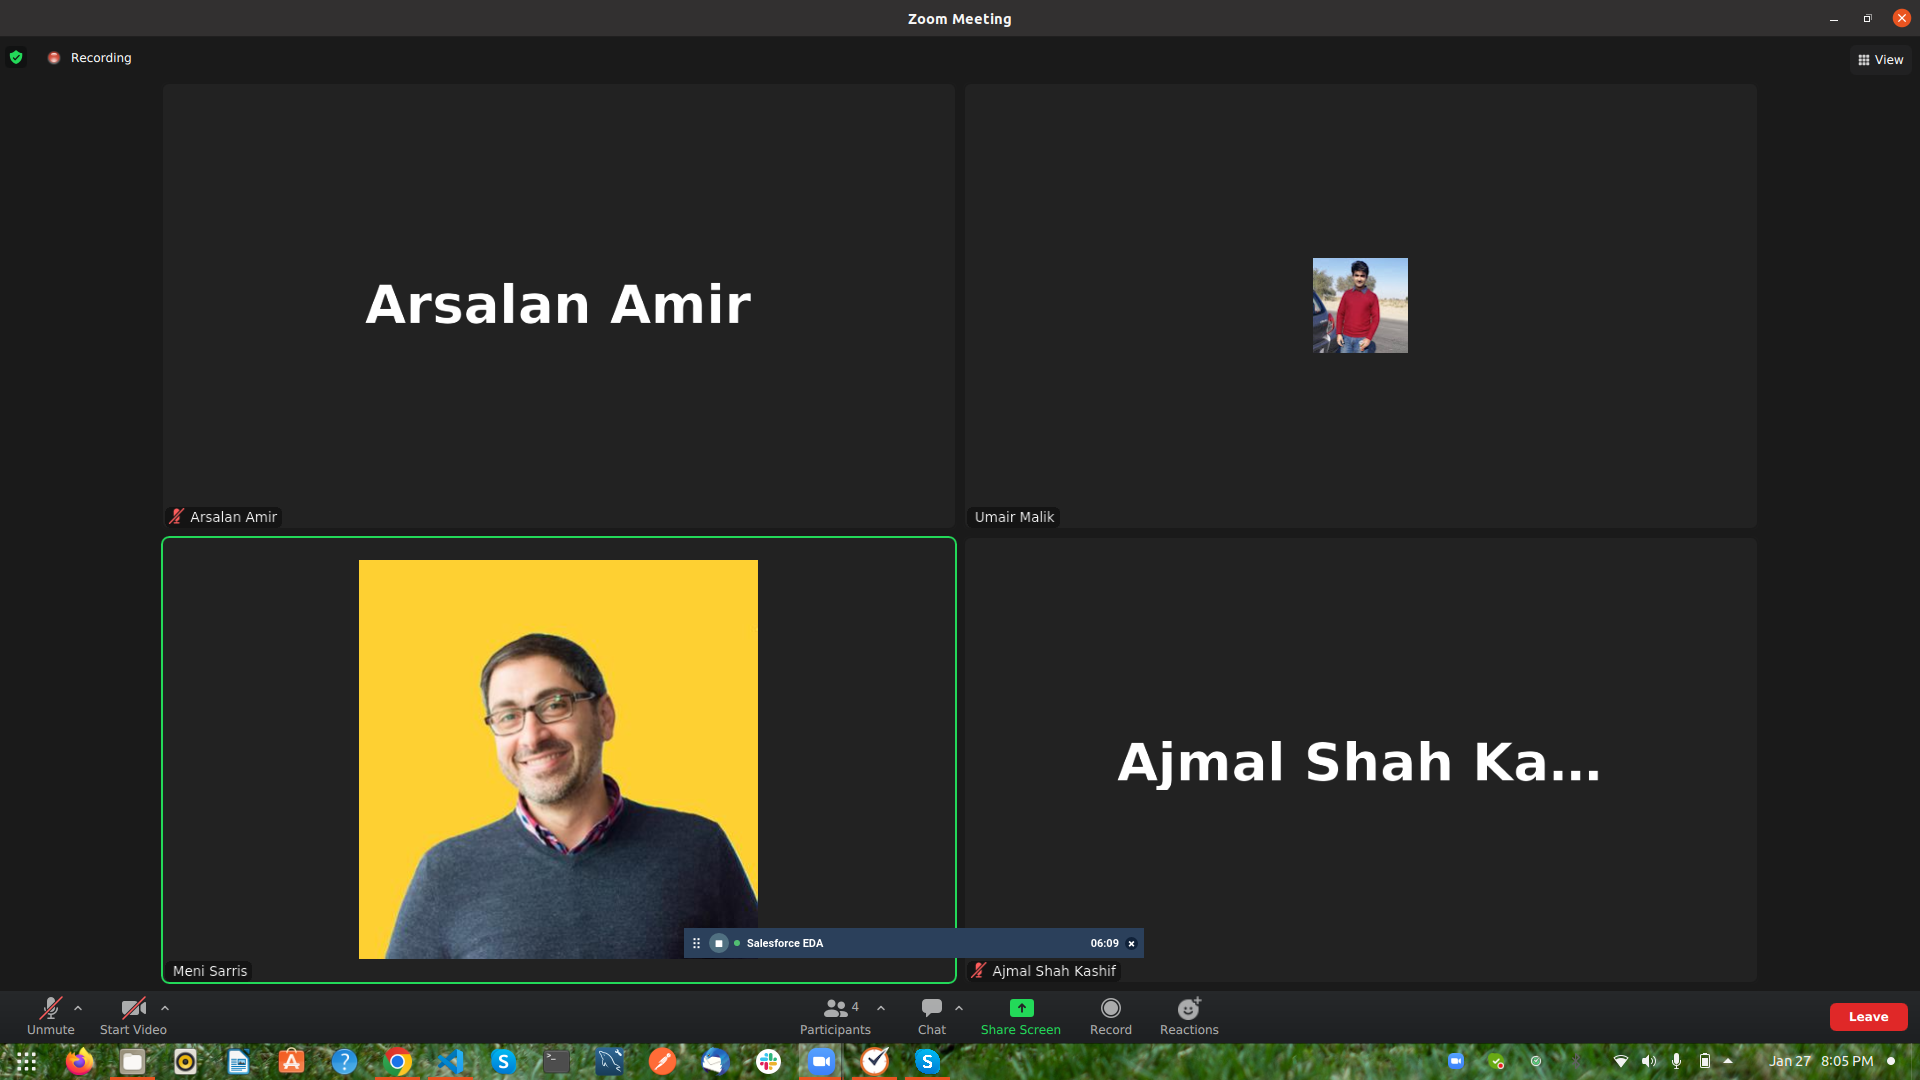 Zoom Meeting
Recording
View
Arsalan Amir
Arsalan Amir
Umair Malik
Meni Sarris
Ajmal Shah Ka...
Salesforce EDA 06:09
Ajmal Shah Kashif
Unmute
Start Video
4
Participants
Chat
Share Screen
Record
Reactions
Leave
Jan 27 8:05 PM